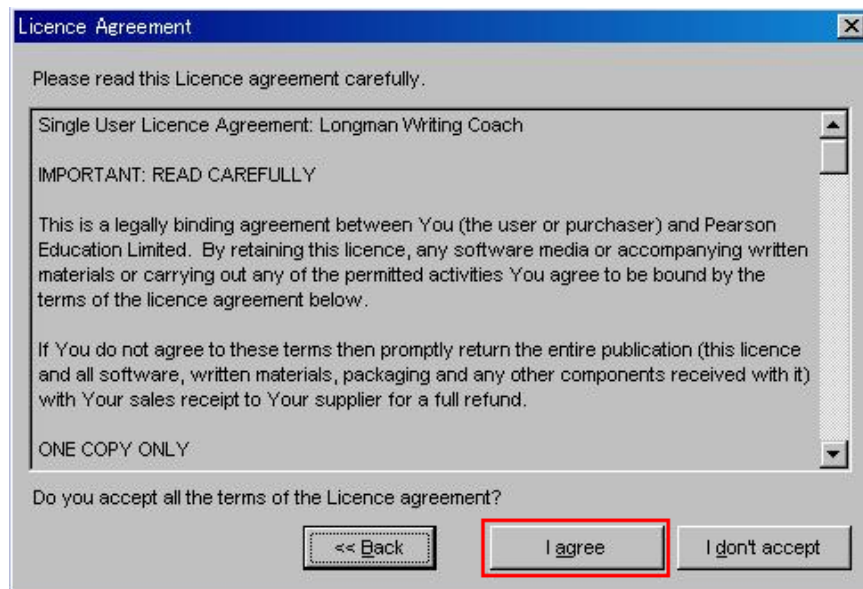 Licence Agreement
Please read this Licence agreement carefully.
Single User Licence Agreement: Longman Writing Coach
IMPORTANT: READ CAREFULLY
This is a legally binding agreement between You (the user or purchaser) and Pearson
Education Limited. By retaining this licence, any software media or accompanying written
materials or carrying out any of the permitted activities You agree to be bound by the
terms of the licence agreement below.
If You do not agree to these terms then promptly return the entire publication (this licence
and all software, written materials, packaging and any other components received with it)
with Your sales receipt to Your supplier for a full refund.
ONE COPY ONLY
Do you accept all the terms of the Licence agreement?
<< Back I agree I don't accept